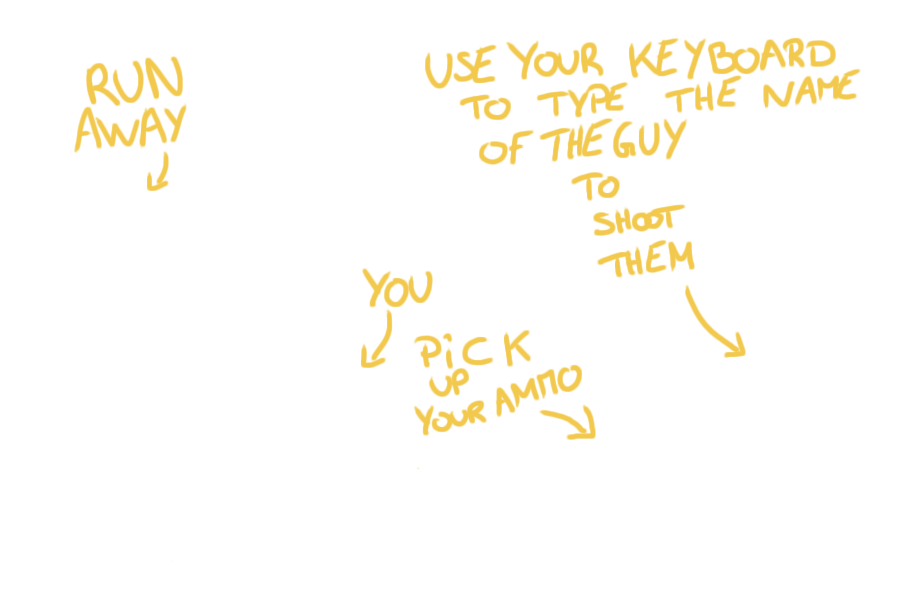 RUN
AWAY
USE YOUR KEYBOARD
TO TYPE THE NAME
OF THE GUY
TO
SHOOT
THEM
YOU
PiCK
UP
YOUR AMMO